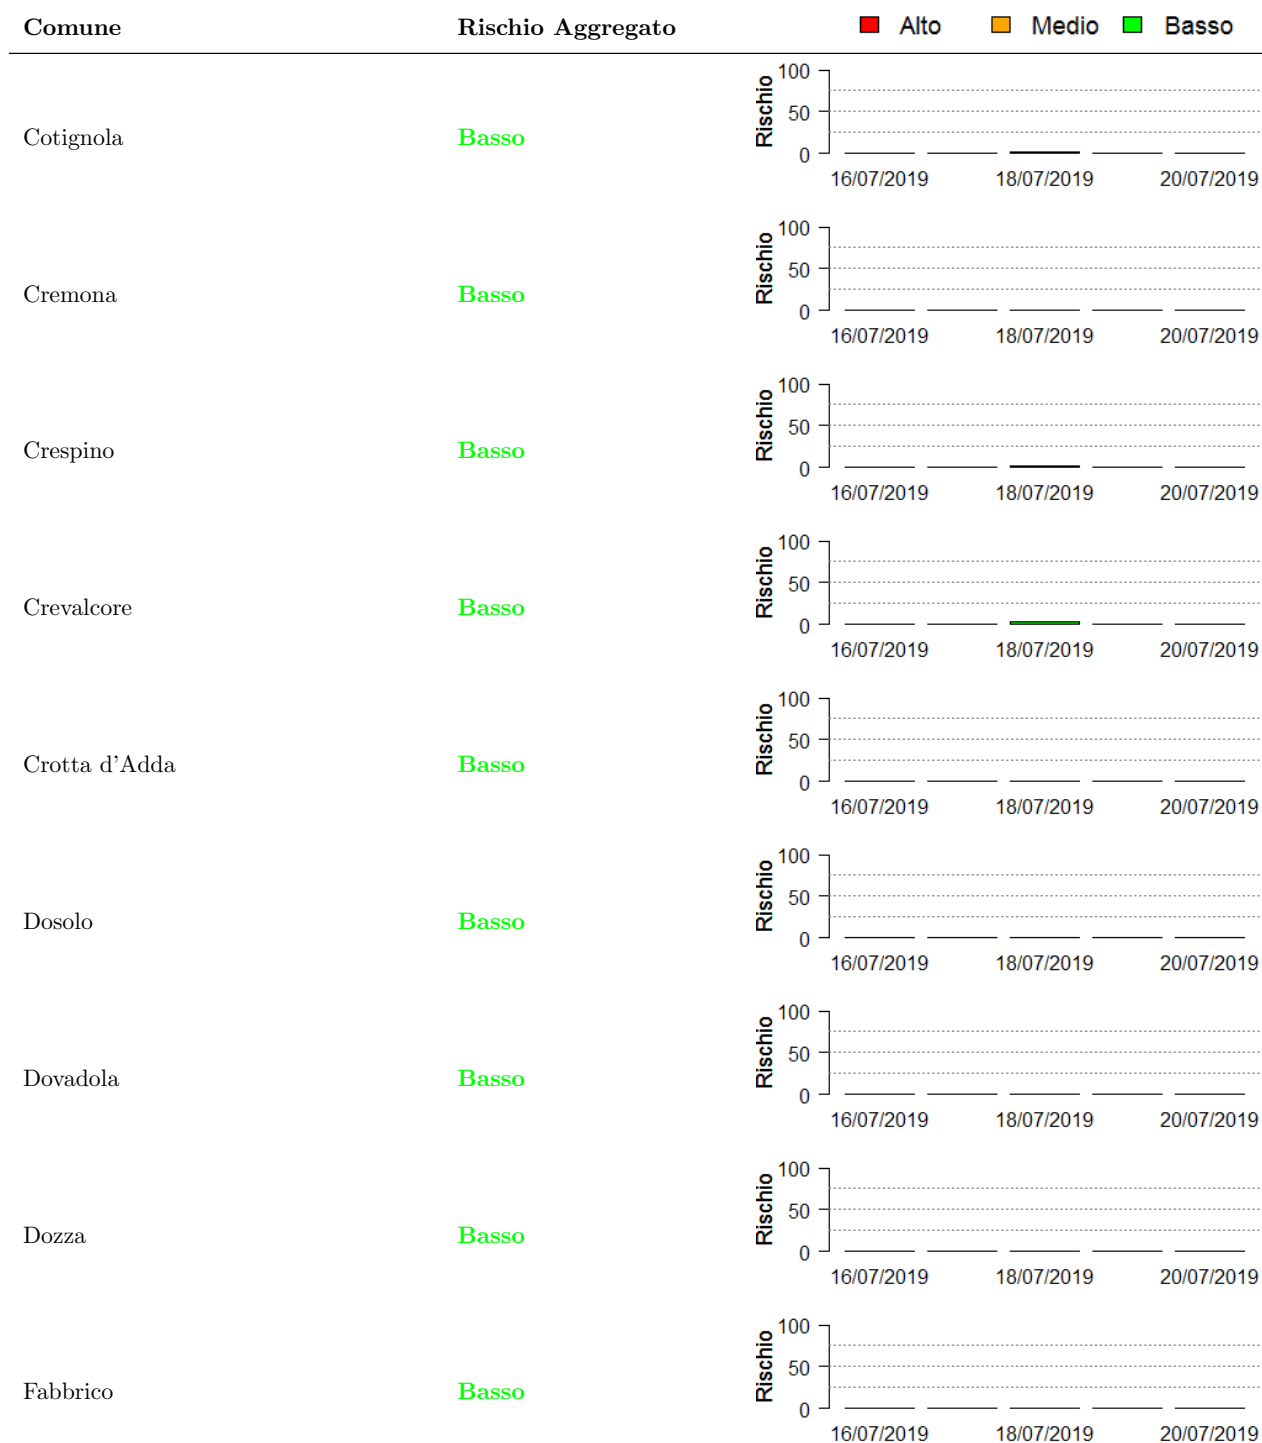 Comune Rischio Aggregato Alto Medio Basso
Cotignola Basso
Rischio
100
50
0
16/07/2019 18/07/2019 20/07/2019
Cremona Basso
Rischio
100
50
0
16/07/2019 18/07/2019 20/07/2019
Crespino Basso
Rischio
100
50
0
16/07/2019 18/07/2019 20/07/2019
Crevalcore Basso
Rischio
100
50
0
16/07/2019 18/07/2019 20/07/2019
Crotta d'Adda Basso
Rischio
100
50
0
16/07/2019 18/07/2019 20/07/2019
Dosolo Basso
Rischio
100
50
0
16/07/2019 18/07/2019 20/07/2019
Dovadola Basso
Rischio
100
50
0
16/07/2019 18/07/2019 20/07/2019
Dozza Basso
Rischio
100
50
0
16/07/2019 18/07/2019 20/07/2019
Fabbrico Basso
Rischio
100
50
0
16/07/2019 18/07/2019 20/07/2019